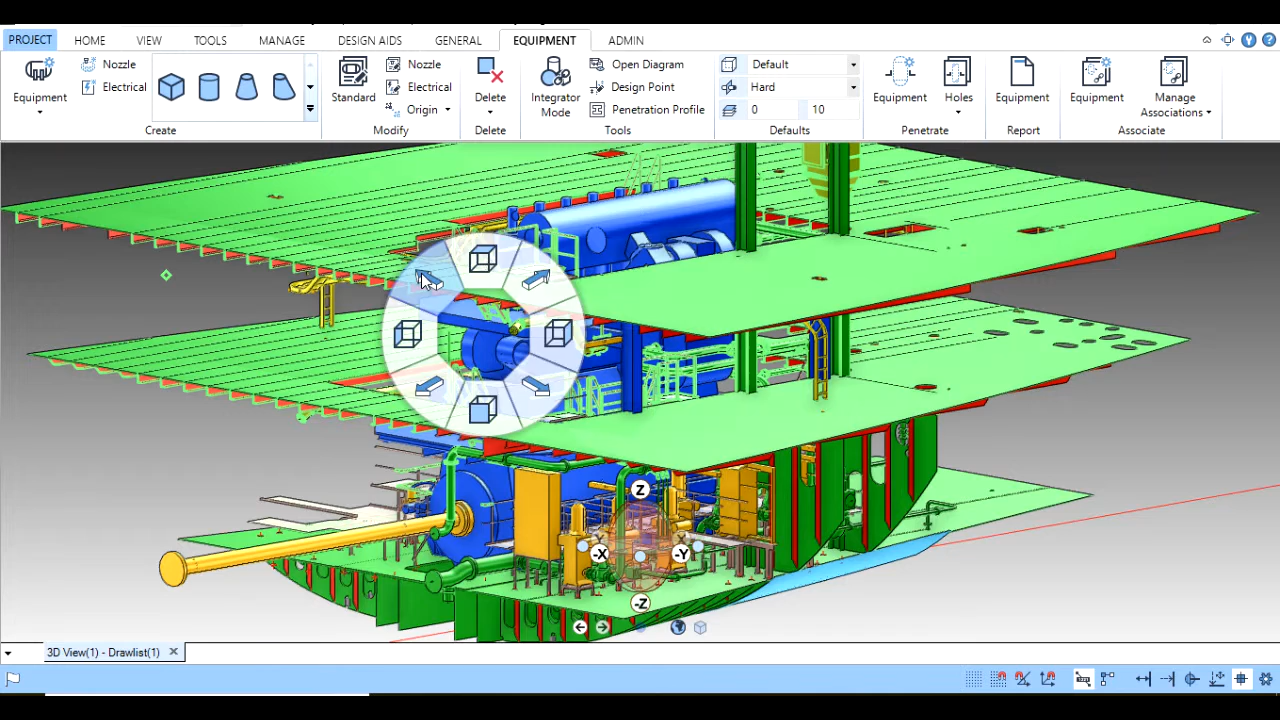 PROJECT HOME VIEW TOOLS MANAGE DESIGN AIDS GENERAL EQUIPMENT ADMIN
Equipment
Nozzle
Electrical
Create
Standard
Nozzle
Electrical
Origin
Modify
Delete
Delete
Integrator
Mode
Open Diagram
Design Point
Penetration Profile
Tools
Default
Hard
0 10
Defaults
Equipment
Holes
Penetrate
Equipment
Report
Equipment
Manage
Associations
Associate
Z
-X -Y
-Z
3D View(1) - Drawlist(1)